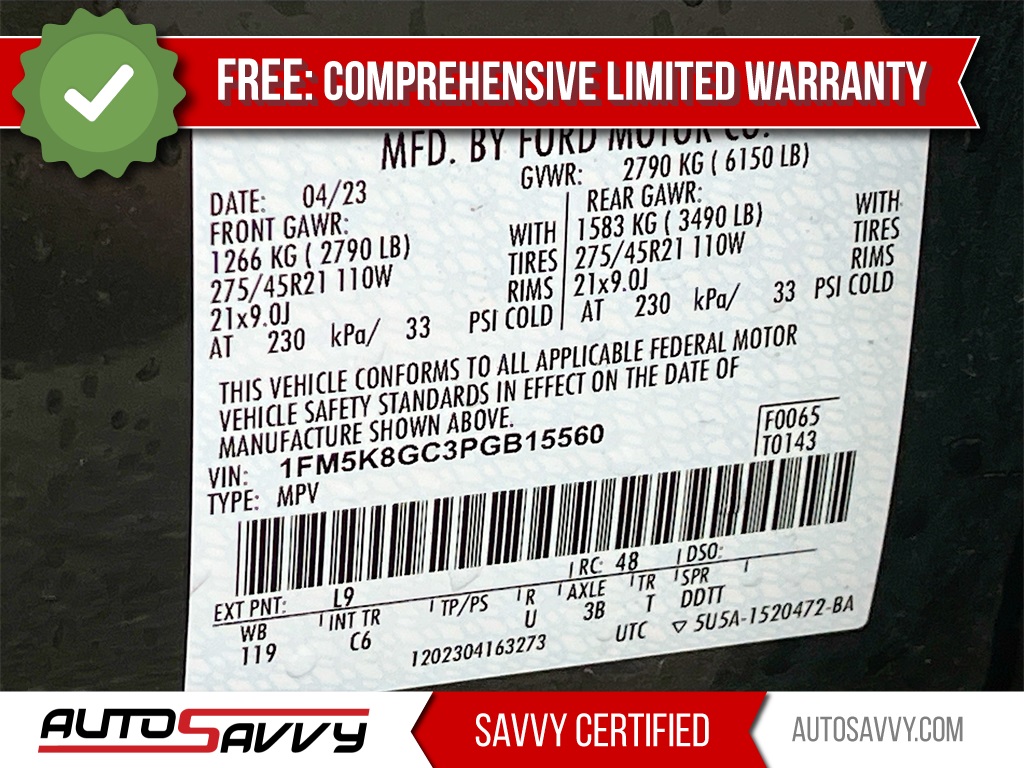 FREE: COMPREHENSIVE LIMITED WARRANTY
MFD. BY FORD MOTOR CO.
DATE: 04/23 GVWR: 2790 KG ( 6150 LB)
FRONT GAWR: REAR GAWR:
1266 KG ( 2790 LB) WITH 1583 KG ( 3490 LB) WITH
275/45R21 110W TIRES 275/45R21 110W TIRES
21x9.0J RIMS 21x9.0J RIMS
AT 230 kPa/ 33 PSI COLD AT 230 kPa/ 33 PSI COLD
THIS VEHICLE CONFORMS TO ALL APPLICABLE FEDERAL MOTOR
VEHICLE SAFETY STANDARDS IN EFFECT ON THE DATE OF
MANUFACTURE SHOWN ABOVE.
VIN: 1FM5K8GC3PGB15560 F0065
TYPE: MPV T0143
EXT PNT: L9 RC: 48 DSO:
WB INT TR TP/PS R AXLE TR SPR
119 C6 U 3B T DDTT
1202304163273 UTC ▽ 5U5A-1520472-BA
AUTOSAVVY SAVVY CERTIFIED AUTOSAVVY.COM